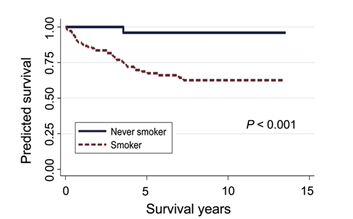 Predicted survival
1.00
0.75
0.50
0.25
0.00
P < 0.001
Never smoker
Smoker
0 5 10 15
Survival years